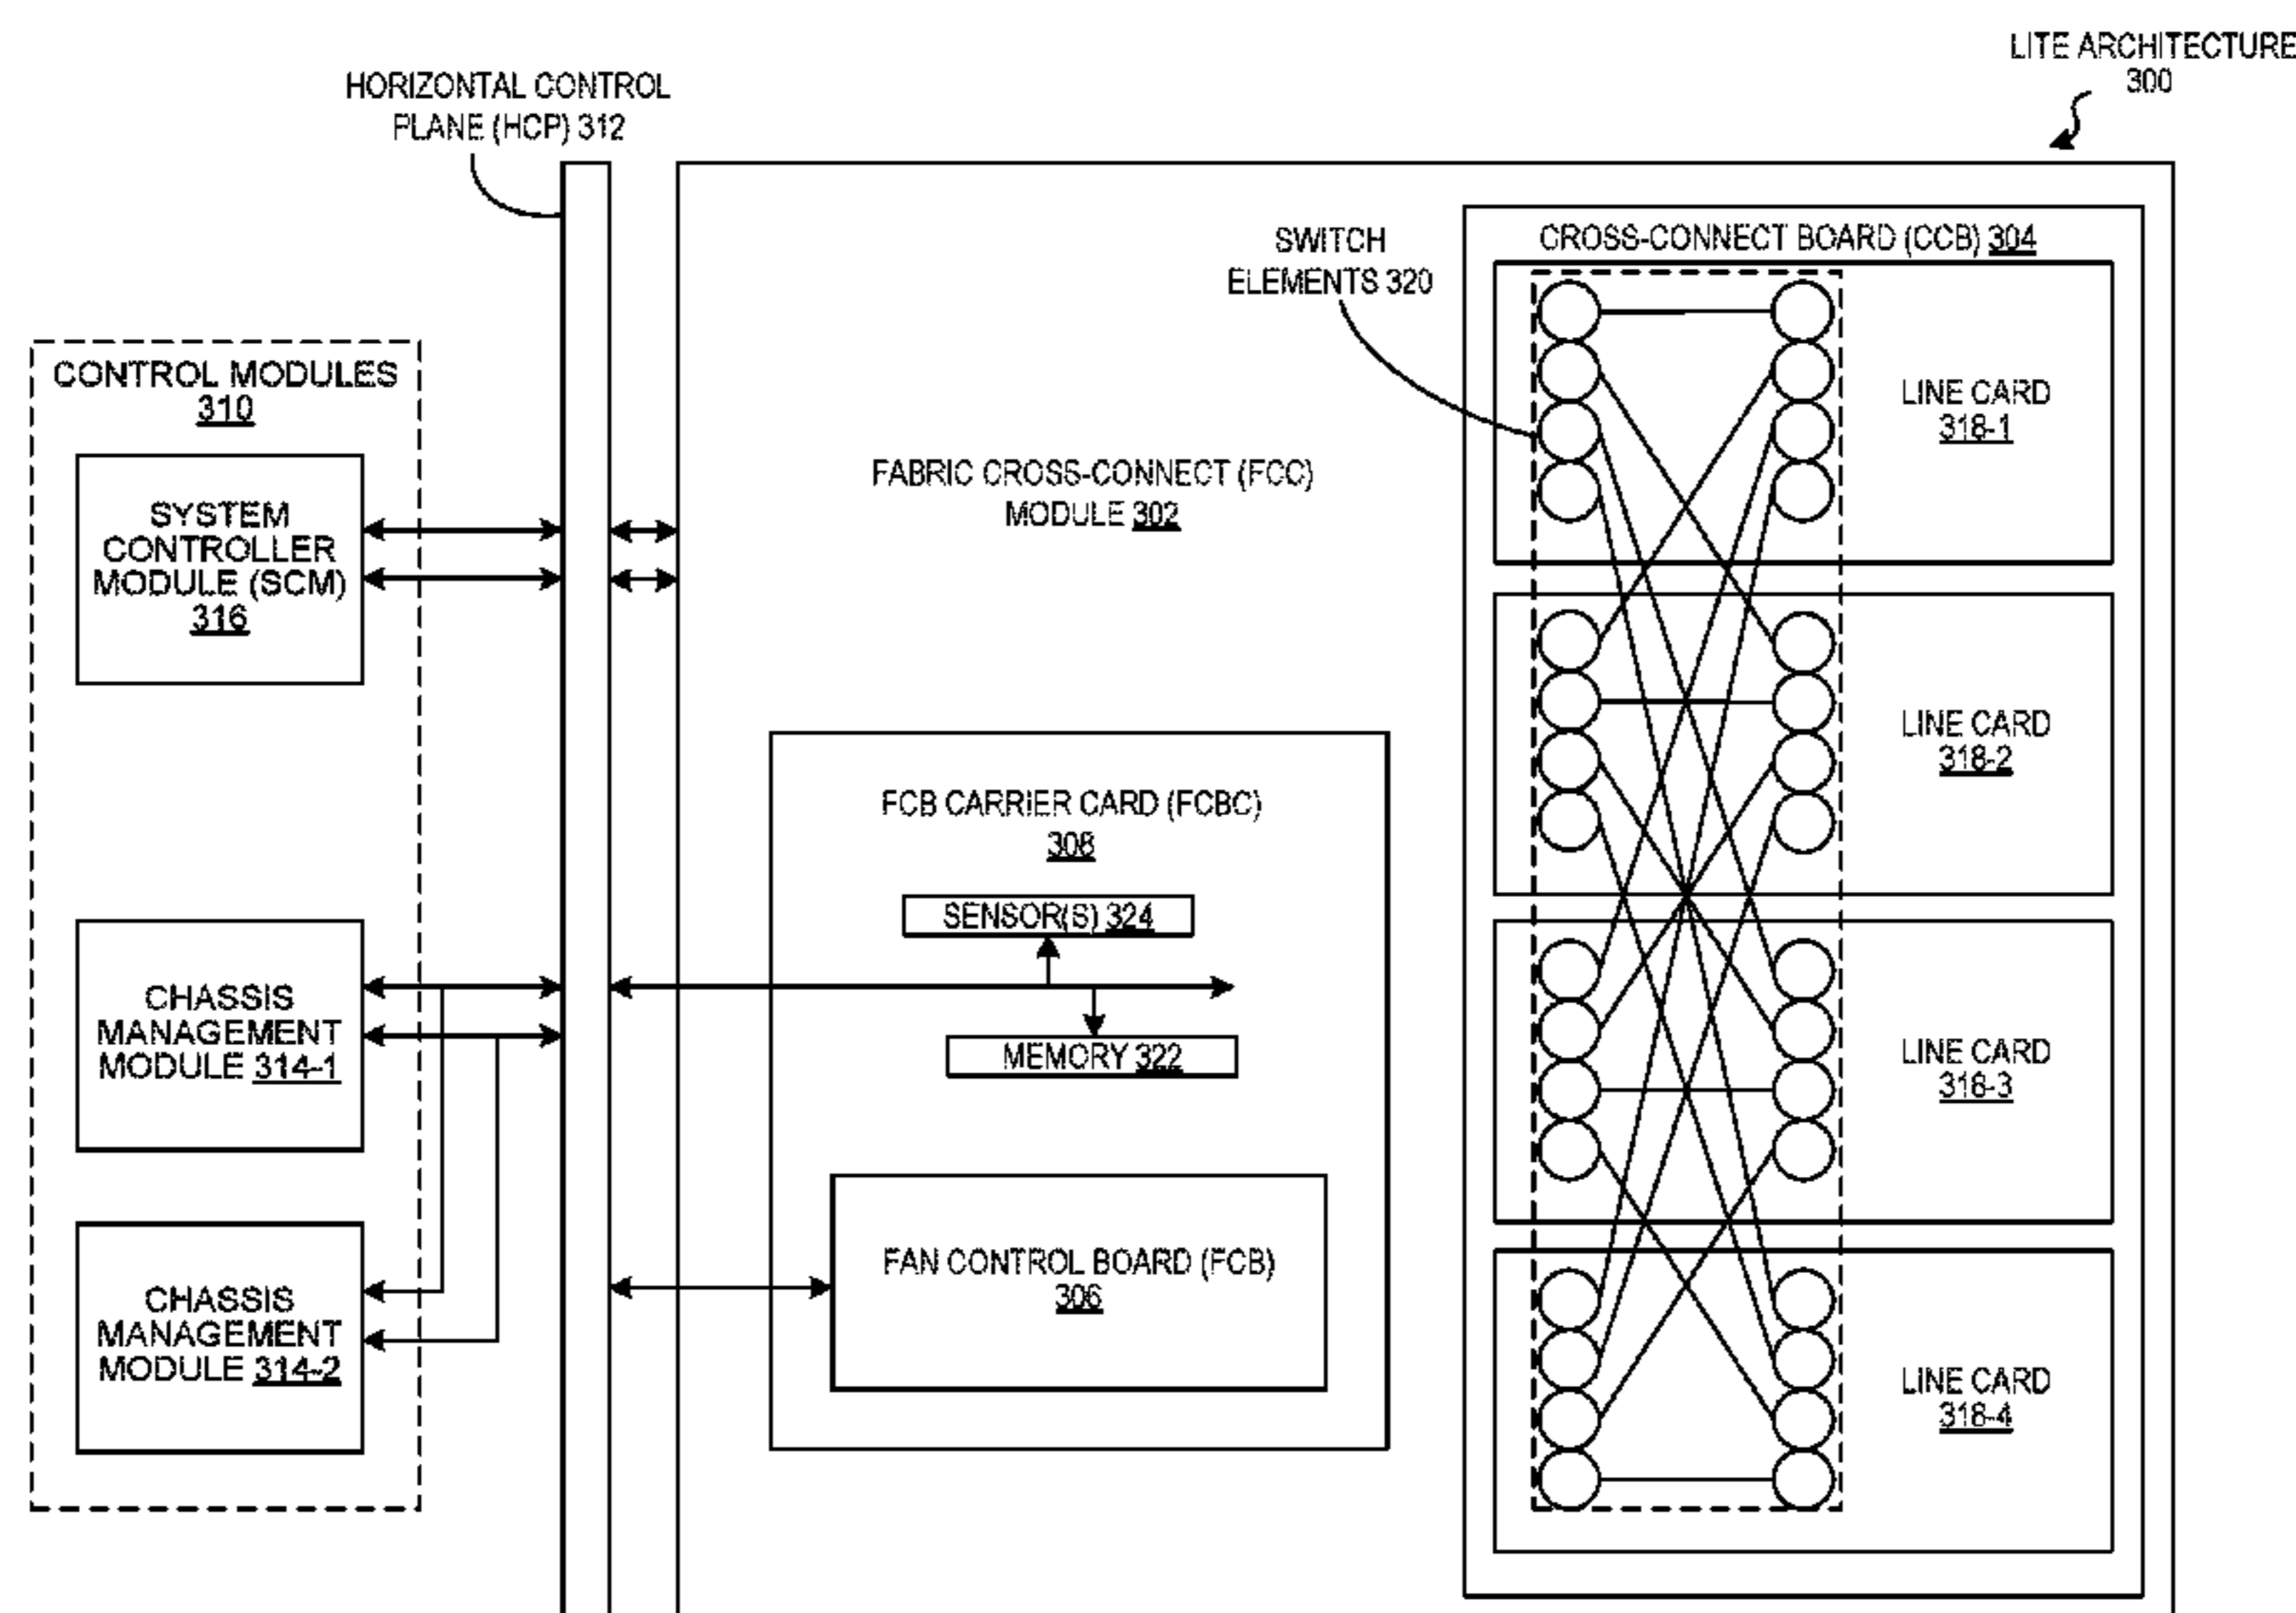 LITE ARCHITECTURE
300
HORIZONTAL CONTROL
PLANE (HCP) 312
CONTROL MODULES
310
SYSTEM
CONTROLLER
MODULE (SCM)
316
CHASSIS
MANAGEMENT
MODULE 314-1
CHASSIS
MANAGEMENT
MODULE 314-2
FABRIC CROSS-CONNECT (FCC)
MODULE 302
FCB CARRIER CARD (FCBC)
308
SENSOR(S) 324
MEMORY 322
FAN CONTROL BOARD (FCB)
306
SWITCH
ELEMENTS 320
CROSS-CONNECT BOARD (CCB) 304
LINE CARD
318-1
LINE CARD
318-2
LINE CARD
318-3
LINE CARD
318-4